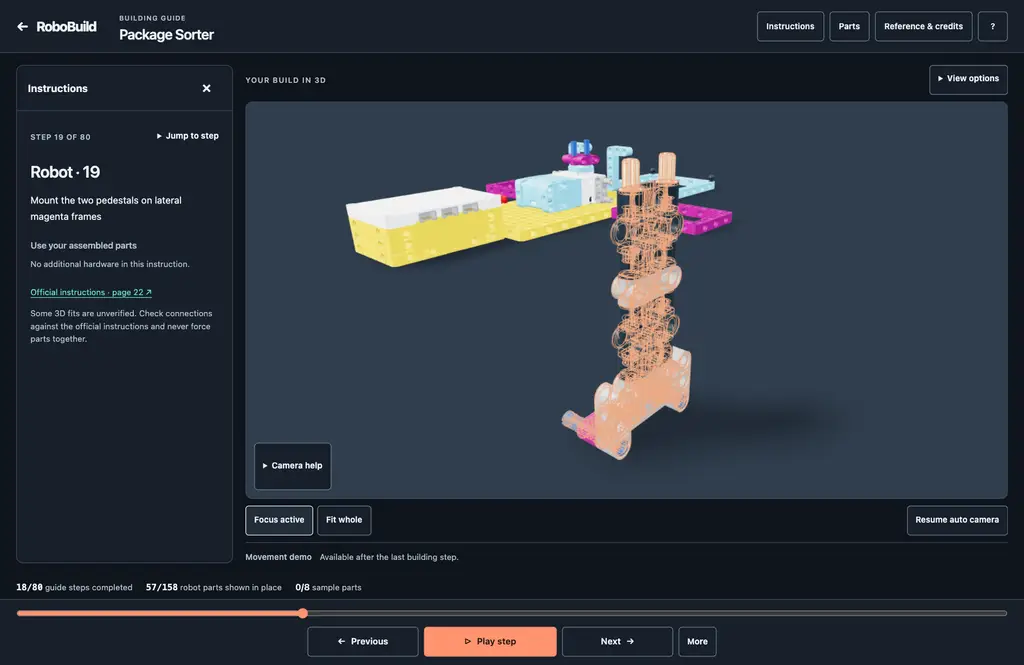 ← RoboBuild
BUILDING GUIDE
Package Sorter
Instructions
Parts
Reference & credits
?
Instructions
×
STEP 19 OF 80
▸ Jump to step
Robot · 19
Mount the two pedestals on lateral
magenta frames
Use your assembled parts
No additional hardware in this instruction.
Official instructions · page 22 ↗
Some 3D fits are unverified. Check connections
against the official instructions and never force
parts together.
YOUR BUILD IN 3D
▸ View options
▸ Camera help
Focus active
Fit whole
Resume auto camera
Movement demo Available after the last building step.
18/80 guide steps completed
57/158 robot parts shown in place
0/8 sample parts
← Previous
▷ Play step
Next →
More